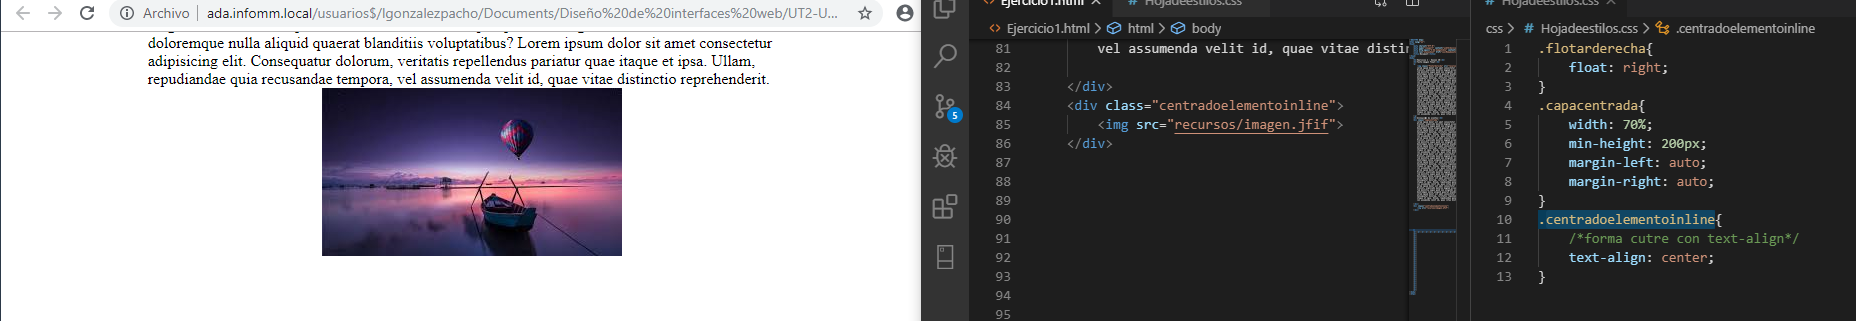 Archivo | ada.infomm.local/usuarios$/lgonzalezpacho/Documents/Diseño%20de%20interfaces%20web/UT2-U...
doloremque nulla aliquid quaerat blanditiis voluptatibus? Lorem ipsum dolor sit amet consectetur
adipisicing elit. Consequatur dolorum, veritatis repellendus pariatur quae itaque et ipsa. Ullam,
repudiandae quia recusandae tempora, vel assumenda velit id, quae vitae distinctio reprehenderit.
5
Ejercicio1.html Hojadeestilos.css
<> Ejercicio1.html > html > body
81 vel assumenda velit id, quae vitae distin
82
83 </div>
84 <div class="centradoelementoinline">
85 <img src="recursos/imagen.jfif">
86 </div>
87
88
89
90
91
92
93
94
95
Hojadeestilos.css
css > # Hojadeestilos.css > .centradoelementoinline
1 .flotarderecha{
2 float: right;
3 }
4 .capacentrada{
5 width: 70%;
6 min-height: 200px;
7 margin-left: auto;
8 margin-right: auto;
9 }
10 .centradoelementoinline{
11 /*forma cutre con text-align*/
12 text-align: center;
13 }